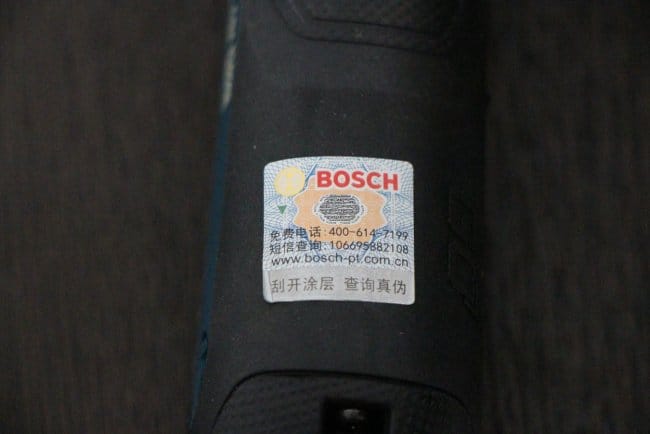 BOSCH
免费电话:400-614-7199
短信查询:106695882108
www.bosch-pt.com.cn
刮开涂层 查询真伪